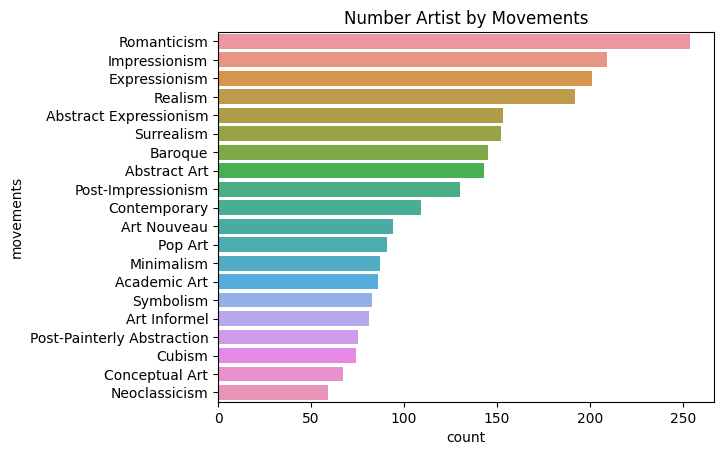 Number Artist by Movements
movements
Romanticism
Impressionism
Expressionism
Realism
Abstract Expressionism
Surrealism
Baroque
Abstract Art
Post-Impressionism
Contemporary
Art Nouveau
Pop Art
Minimalism
Academic Art
Symbolism
Art Informel
Post-Painterly Abstraction
Cubism
Conceptual Art
Neoclassicism
0 50 100 150 200 250
count